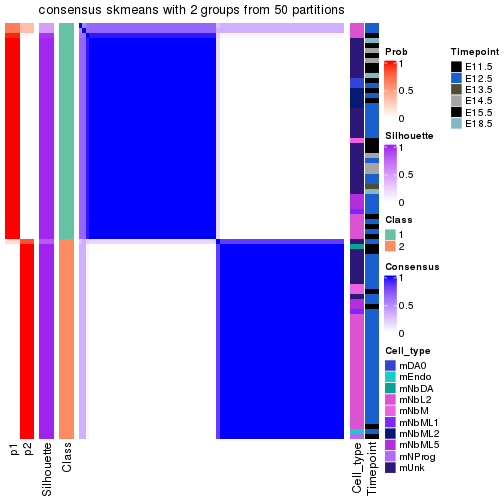 consensus skmeans with 2 groups from 50 partitions
Prob
1
0.5
0
Silhouette
1
0.5
0
Class
1
2
Consensus
1
0.5
0
Cell_type
mDA0
mEndo
mNbDA
mNbL2
mNbM
mNbML1
mNbML2
mNbML5
mNProg
mUnk
Timepoint
E11.5
E12.5
E13.5
E14.5
E15.5
E18.5
p1
p2
Silhouette
Class
Cell_type
Timepoint